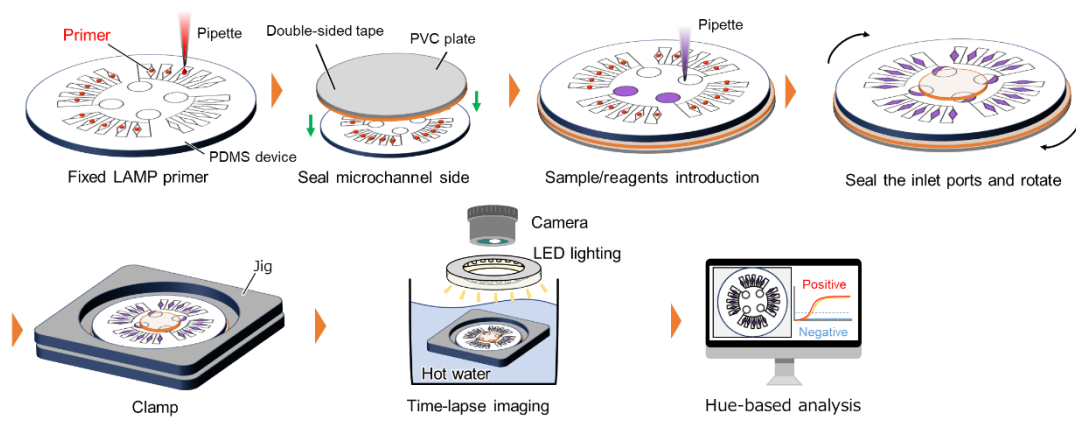 Primer
Pipette
PDMS device
Fixed LAMP primer
Double-sided tape
PVC plate
Seal microchannel side
Pipette
Sample/reagents introduction
Seal the inlet ports and rotate
Jig
Clamp
Camera
LED lighting
Hot water
Time-lapse imaging
Positive
Negative
Hue-based analysis